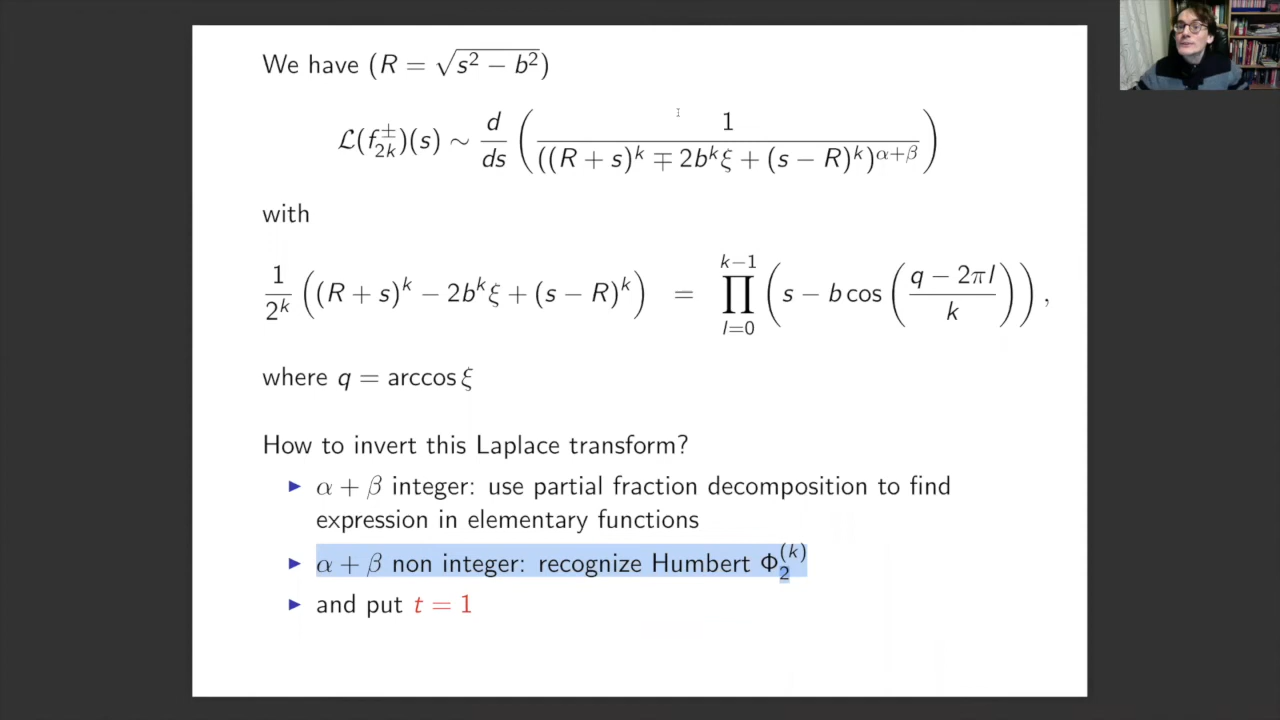 We have (R = √(s² − b²))
ℒ(f_{2k}^±)(s) ∼ d/ds ( 1 / ((R + s)^k ∓ 2b^k ξ + (s − R)^k)^{α+β} )
with
1/2^k ((R + s)^k − 2b^k ξ + (s − R)^k) = ∏_{l=0}^{k−1} (s − b cos((q − 2πl)/k)),
where q = arccos ξ
How to invert this Laplace transform?
▶ α + β integer: use partial fraction decomposition to find
expression in elementary functions
▶ α + β non integer: recognize Humbert Φ_2^{(k)}
▶ and put t = 1